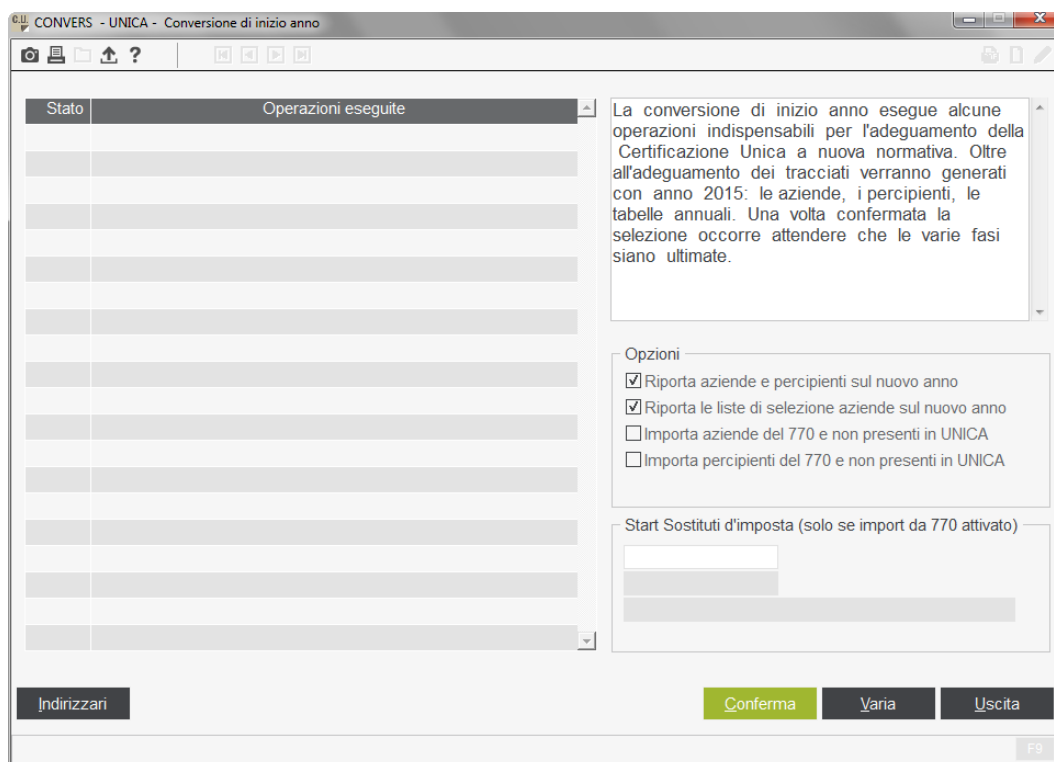 C.U. CONVERS - UNICA - Conversione di inizio anno
?
Stato Operazioni eseguite
La conversione di inizio anno esegue alcune
operazioni indispensabili per l'adeguamento della
Certificazione Unica a nuova normativa. Oltre
all'adeguamento dei tracciati verranno generati
con anno 2015: le aziende, i percipienti, le
tabelle annuali. Una volta confermata la
selezione occorre attendere che le varie fasi
siano ultimate.
Opzioni
Riporta aziende e percipienti sul nuovo anno
Riporta le liste di selezione aziende sul nuovo anno
Importa aziende del 770 e non presenti in UNICA
Importa percipienti del 770 e non presenti in UNICA
Start Sostituti d'imposta (solo se import da 770 attivato)
Indirizzari Conferma Varia Uscita
F9